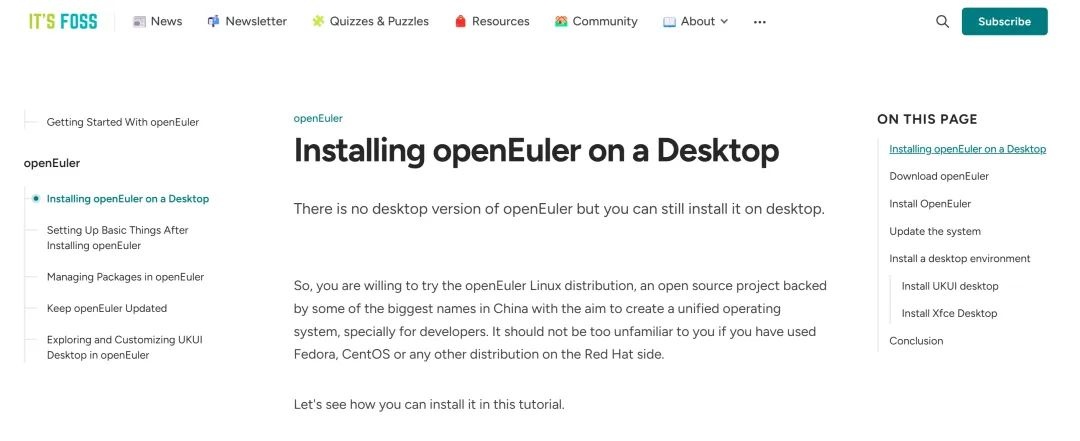 IT'S FOSS
News
Newsletter
Quizzes & Puzzles
Resources
Community
About
Subscribe
Getting Started With openEuler
openEuler
Installing openEuler on a Desktop
Setting Up Basic Things After
Installing openEuler
Managing Packages in openEuler
Keep openEuler Updated
Exploring and Customizing UKUI
Desktop in openEuler
openEuler
Installing openEuler on a Desktop
There is no desktop version of openEuler but you can still install it on desktop.
So, you are willing to try the openEuler Linux distribution, an open source project backed
by some of the biggest names in China with the aim to create a unified operating
system, specially for developers. It should not be too unfamiliar to you if you have used
Fedora, CentOS or any other distribution on the Red Hat side.
Let's see how you can install it in this tutorial.
ON THIS PAGE
Installing openEuler on a Desktop
Download openEuler
Install OpenEuler
Update the system
Install a desktop environment
Install UKUI desktop
Install Xfce Desktop
Conclusion